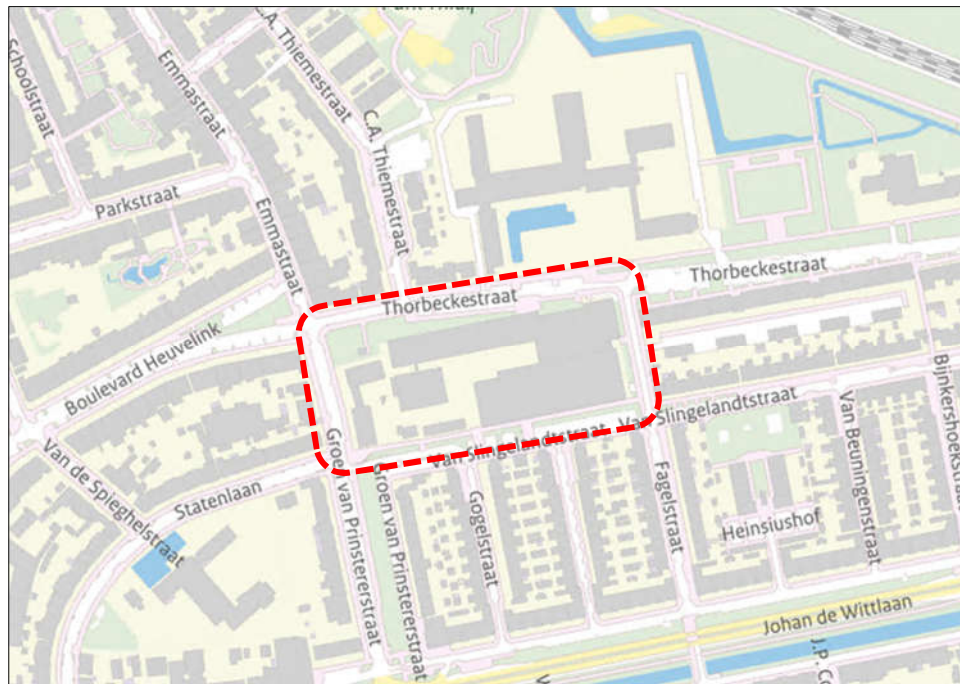 C.A. Thiemestraat
Schoolstraat
Emmastraat
C.A. Thiemestraat
Parkstraat
Emmastraat
Thorbeckestraat
Thorbeckestraat
Boulevard Heuvelink
Bijnkershoekstraat
Van Slingelandtstraat
Van Slingelandtstraat
Van Beuningenstraat
Van de Spieghelstraat
Statenlaan
Groen van Prinstererstraat
Groen van Prinstererstraat
Gogelstraat
Fagelstraat
Heinsiushof
Johan de Wittlaan
J.P.